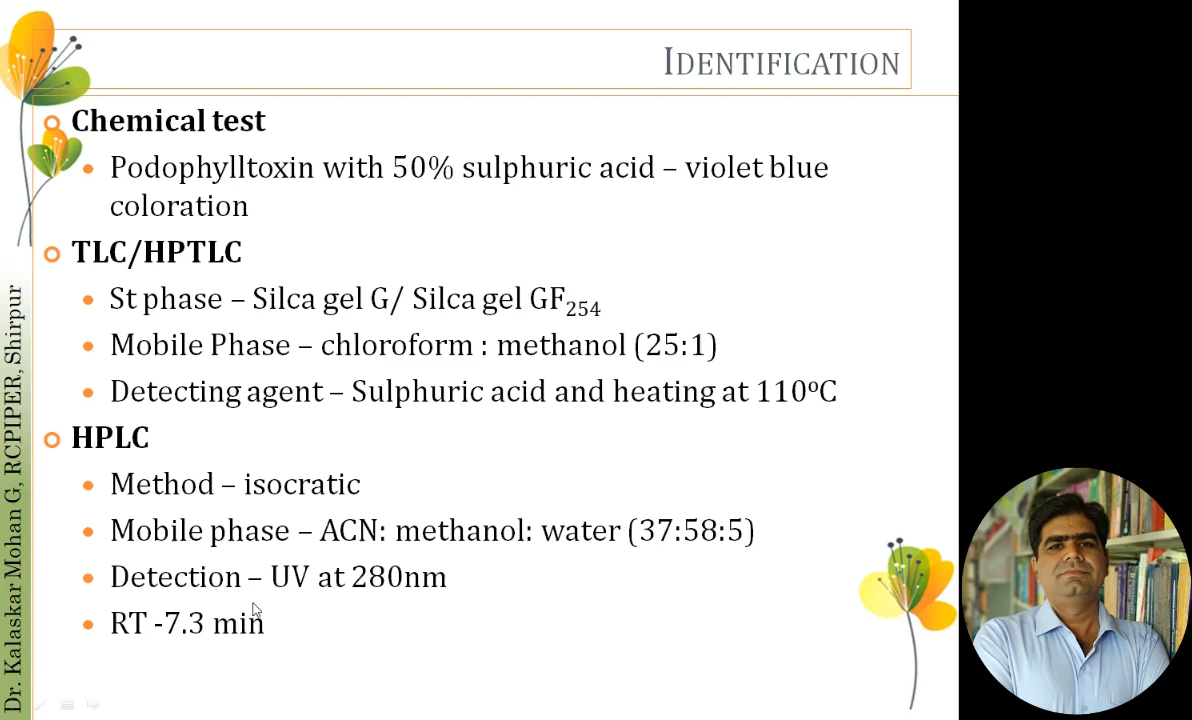 IDENTIFICATION
Chemical test
Podophylltoxin with 50% sulphuric acid – violet blue
coloration
TLC/HPTLC
St phase – Silca gel G/ Silca gel GF₂₅₄
Mobile Phase – chloroform : methanol (25:1)
Detecting agent – Sulphuric acid and heating at 110ºC
HPLC
Method – isocratic
Mobile phase – ACN: methanol: water (37:58:5)
Detection – UV at 280nm
RT -7.3 min
Dr. Kalaskar Mohan G, RCPIPER, Shirpur